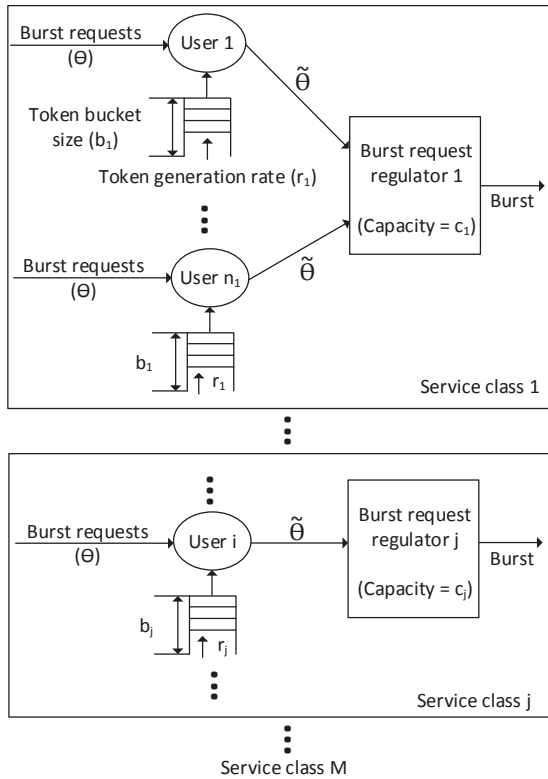 Burst requests
(Ө)
User 1
θ̃
Token bucket
size (b1)
Token generation rate (r1)
Burst request
regulator 1
(Capacity = c1)
Burst
Burst requests
(Ө)
User n1
θ̃
b1
r1
Service class 1
Burst requests
(Ө)
User i
θ̃
Burst request
regulator j
(Capacity = cj)
Burst
bj
rj
Service class j
Service class M